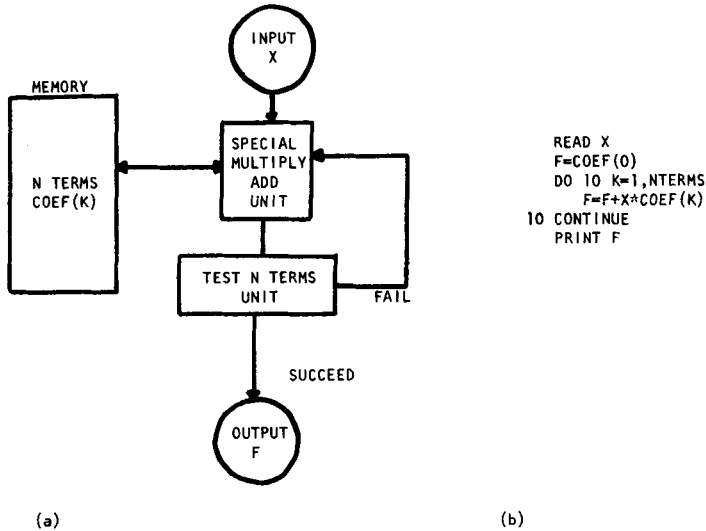 INPUT
X
MEMORY
N TERMS
COEF(K)
SPECIAL
MULTIPLY
ADD
UNIT
TEST N TERMS
UNIT
FAIL
SUCCEED
OUTPUT
F
(a)
READ X
F=COEF(0)
DO 10 K=1,NTERMS
F=F+X*COEF(K)
10 CONTINUE
PRINT F
(b)